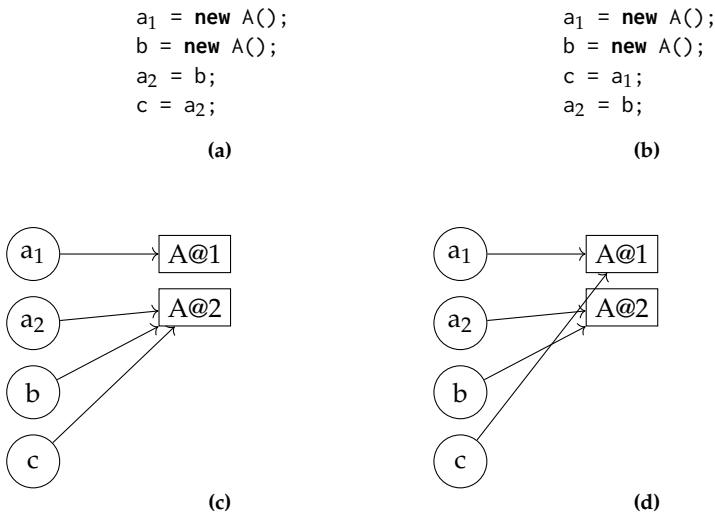 a1 = new A();
b = new A();
a2 = b;
c = a2;
(a)
a1 = new A();
b = new A();
c = a1;
a2 = b;
(b)
a1
A@1
a2
A@2
b
c
(c)
a1
A@1
a2
A@2
b
c
(d)